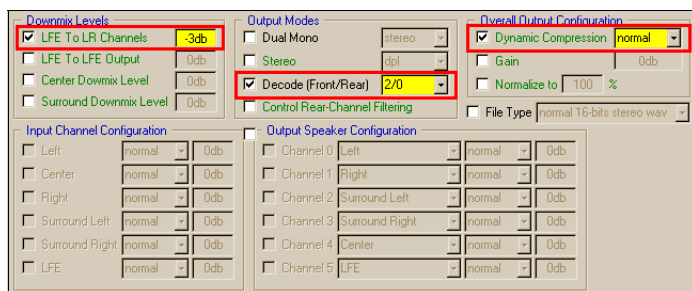 Downmix Levels
LFE To LR Channels -3db
LFE To LFE Output 0db
Center Dowmix Level 0db
Surround Downmix Level 0db
Output Modes
Dual Mono stereo
Stereo dpl
Decode (Front/Rear) 2/0
Control Rear-Channel Filtering
Overall Output Configuration
Dynamic Compression normal
Gain 0db
Normalize to 100 %
File Type normal 16-bits stereo wav
Input Channel Configuration
Left normal 0db
Center normal 0db
Right normal 0db
Surround Left normal 0db
Surround Right normal 0db
LFE normal 0db
Output Speaker Configuration
Channel 0 Left normal 0db
Channel 1 Right normal 0db
Channel 2 Surround Left normal 0db
Channel 3 Surround Right normal 0db
Channel 4 Center normal 0db
Channel 5 LFE normal 0db